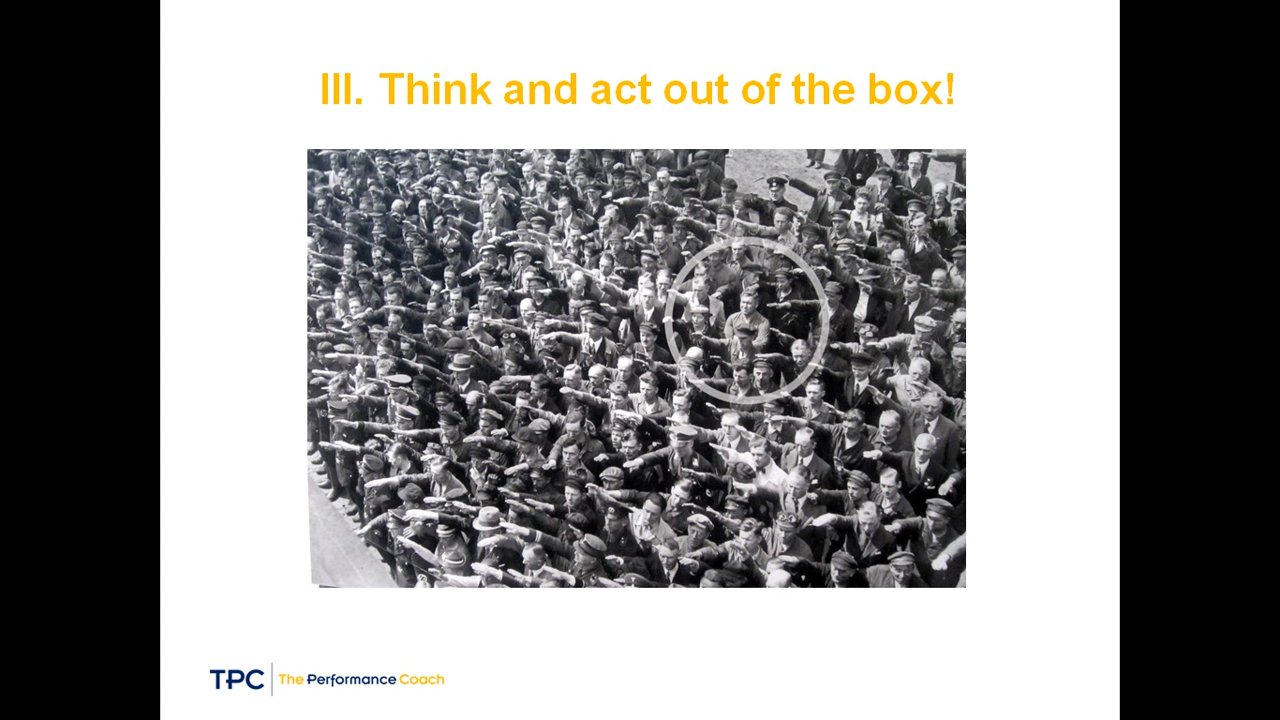 III. Think and act out of the box!
TPC The Performance Coach